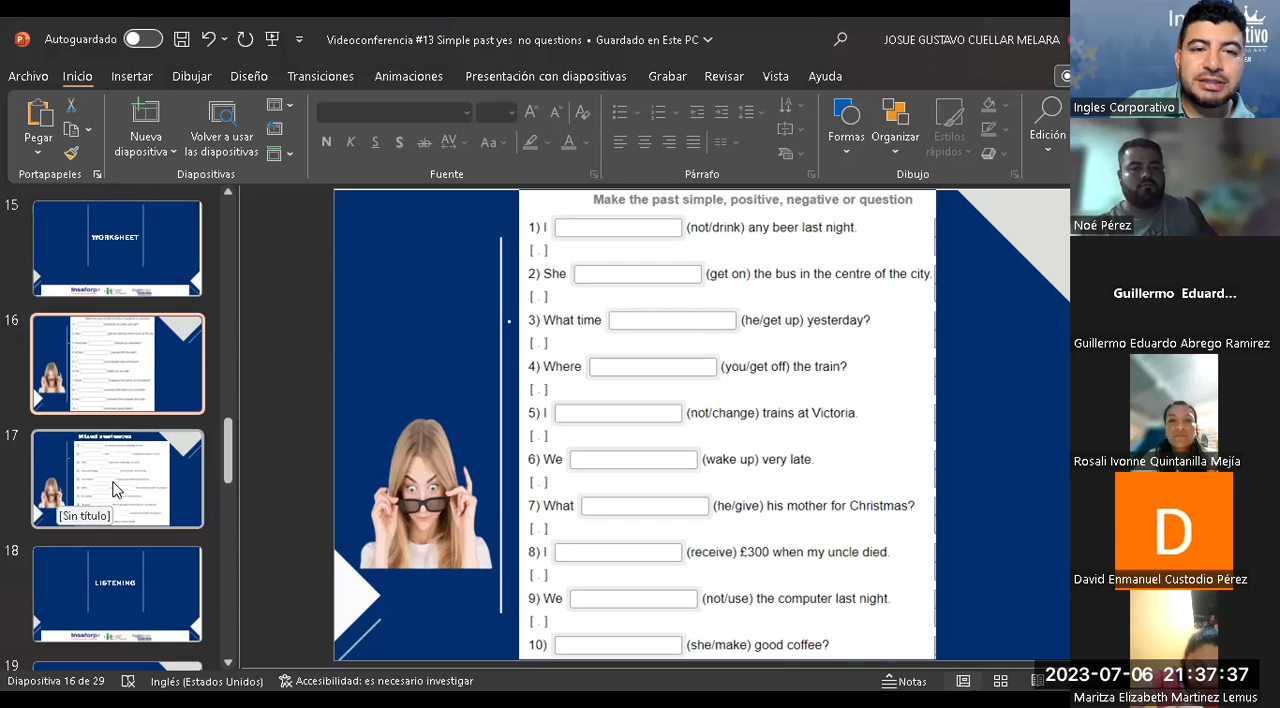 Autoguardado
Videoconferencia #13 Simple past yes no questions • Guardado en Este PC
JOSUE GUSTAVO CUELLAR MELARA
Archivo Inicio Insertar Dibujar Diseño Transiciones Animaciones Presentación con diapositivas Grabar Revisar Vista Ayuda
Pegar
Nueva diapositiva
Volver a usar las diapositivas
N K S S ab AV Aa
Formas
Organizar
Estilos rápidos
Edición
Portapapeles
Diapositivas
Fuente
Párrafo
Dibujo
15
WORKSHEET
Insaforp
16
17
Mixed sentences
[Sin título]
18
LISTENING
Insaforp
19
Make the past simple, positive, negative or question
1) I (not/drink) any beer last night.
[ . ]
2) She (get on) the bus in the centre of the city.
[ . ]
3) What time (he/get up) yesterday?
[ . ]
4) Where (you/get off) the train?
[ . ]
5) I (not/change) trains at Victoria.
[ . ]
6) We (wake up) very late.
[ . ]
7) What (he/give) his mother for Christmas?
[ . ]
8) I (receive) £300 when my uncle died.
[ . ]
9) We (not/use) the computer last night.
[ . ]
10) (she/make) good coffee?
Ingles Corporativo
Noé Pérez
Guillermo Eduard...
Guillermo Eduardo Abrego Ramirez
Rosali Ivonne Quintanilla Mejía
D
David Enmanuel Custodio Pérez
Maritza Elizabeth Martinez Lemus
2023-07-06 21:37:37
Diapositiva 16 de 29
Inglés (Estados Unidos)
Accesibilidad: es necesario investigar
Notas